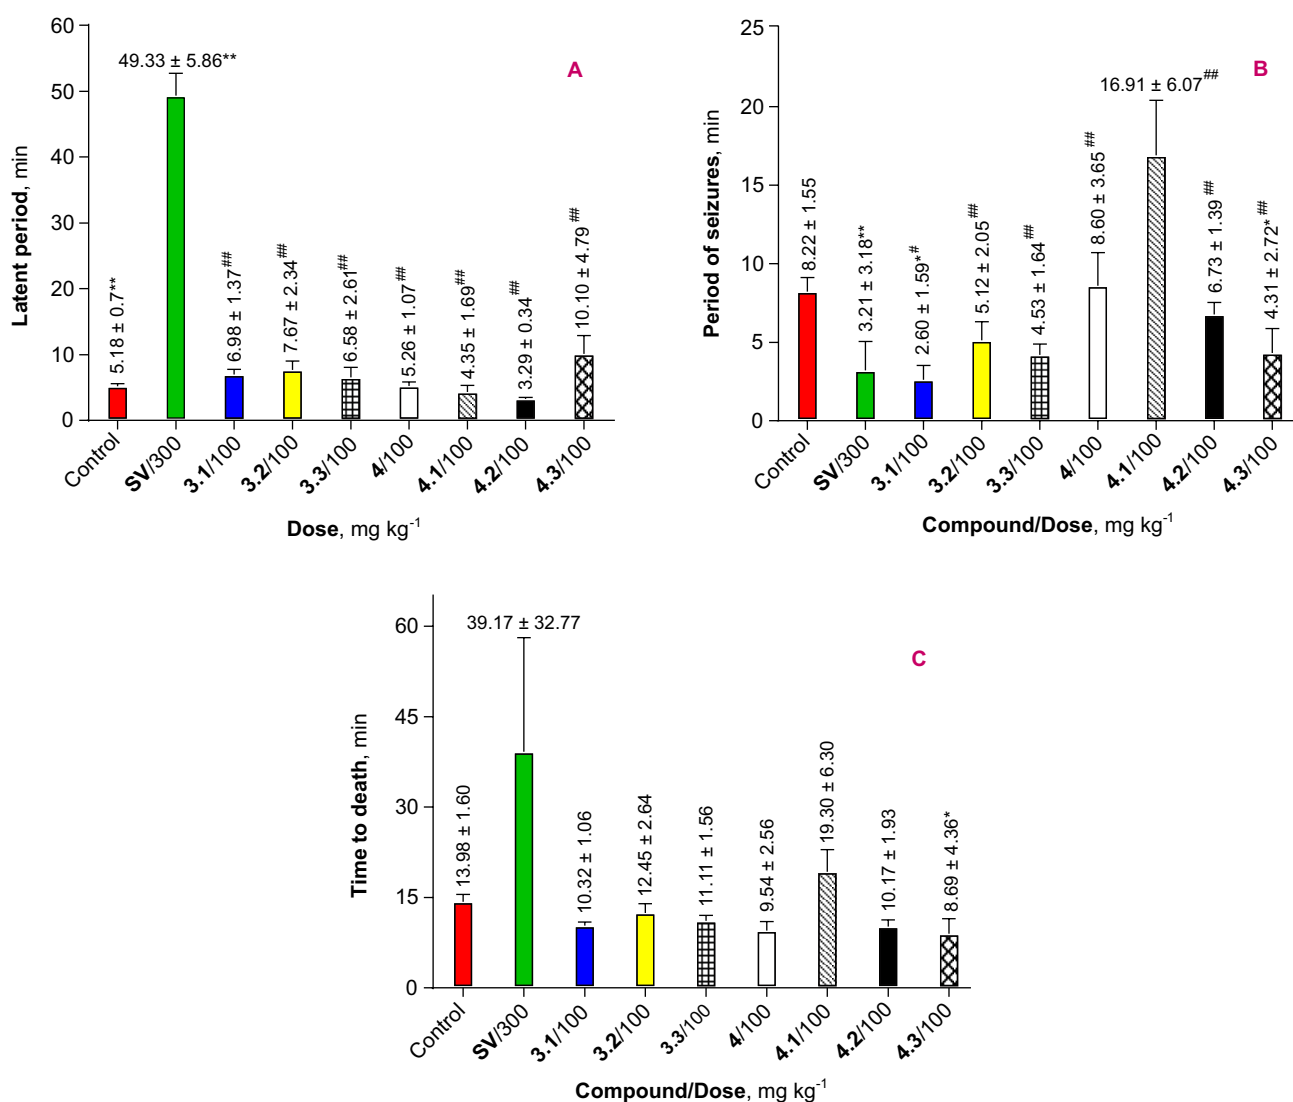 A
Latent period, min
60
50
40
30
20
10
0
5.18 ± 0.7**
49.33 ± 5.86**
6.98 ± 1.37##
7.67 ± 2.34##
6.58 ± 2.61##
5.26 ± 1.07##
4.35 ± 1.69##
3.29 ± 0.34##
10.10 ± 4.79##
Control
SV/300
3.1/100
3.2/100
3.3/100
4/100
4.1/100
4.2/100
4.3/100
Dose, mg kg-1
B
Period of seizures, min
25
20
15
10
5
0
8.22 ± 1.55
3.21 ± 3.18**
2.60 ± 1.59*#
5.12 ± 2.05##
4.53 ± 1.64##
8.60 ± 3.65##
16.91 ± 6.07##
6.73 ± 1.39##
4.31 ± 2.72*##
Control
SV/300
3.1/100
3.2/100
3.3/100
4/100
4.1/100
4.2/100
4.3/100
Compound/Dose, mg kg-1
C
Time to death, min
60
45
30
15
0
13.98 ± 1.60
39.17 ± 32.77
10.32 ± 1.06
12.45 ± 2.64
11.11 ± 1.56
9.54 ± 2.56
19.30 ± 6.30
10.17 ± 1.93
8.69 ± 4.36*
Control
SV/300
3.1/100
3.2/100
3.3/100
4/100
4.1/100
4.2/100
4.3/100
Compound/Dose, mg kg-1